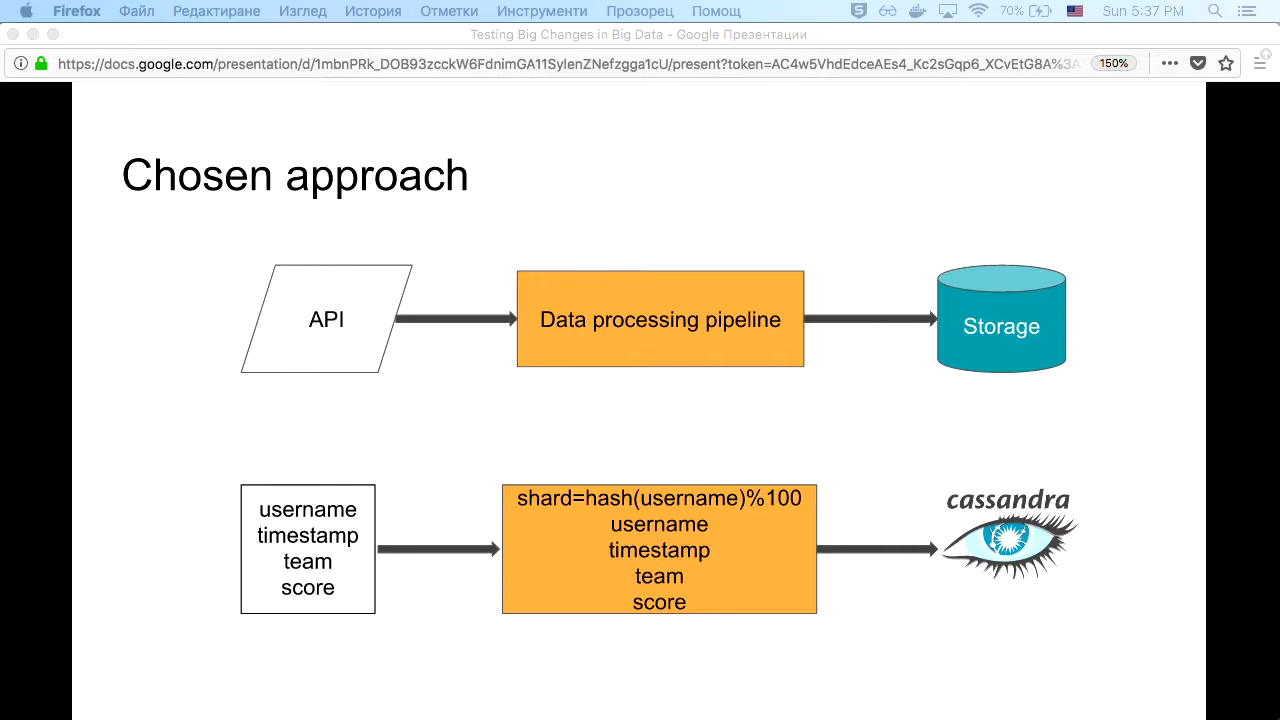 Firefox Файл Редактиране Изглед История Отметки Инструменти Прозорец Помощ 70% Sun 5:37 PM
Testing Big Changes in Big Data - Google Презентации
150%
Chosen approach
API
Data processing pipeline
Storage
username
timestamp
team
score
shard=hash(username)%100
username
timestamp
team
score
cassandra